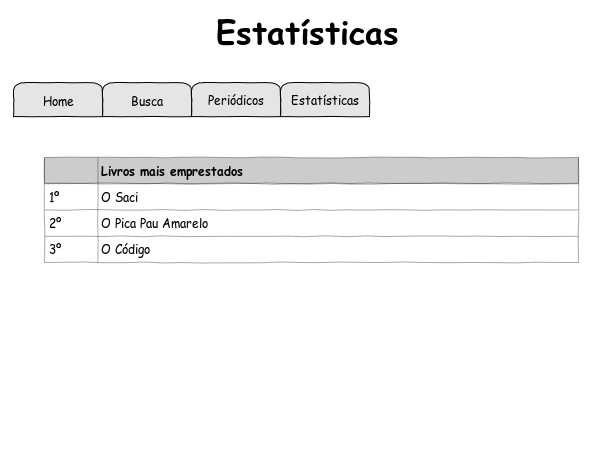 Estatísticas
Home Busca Periódicos Estatísticas
Livros mais emprestados
1º O Saci
2º O Pica Pau Amarelo
3º O Código